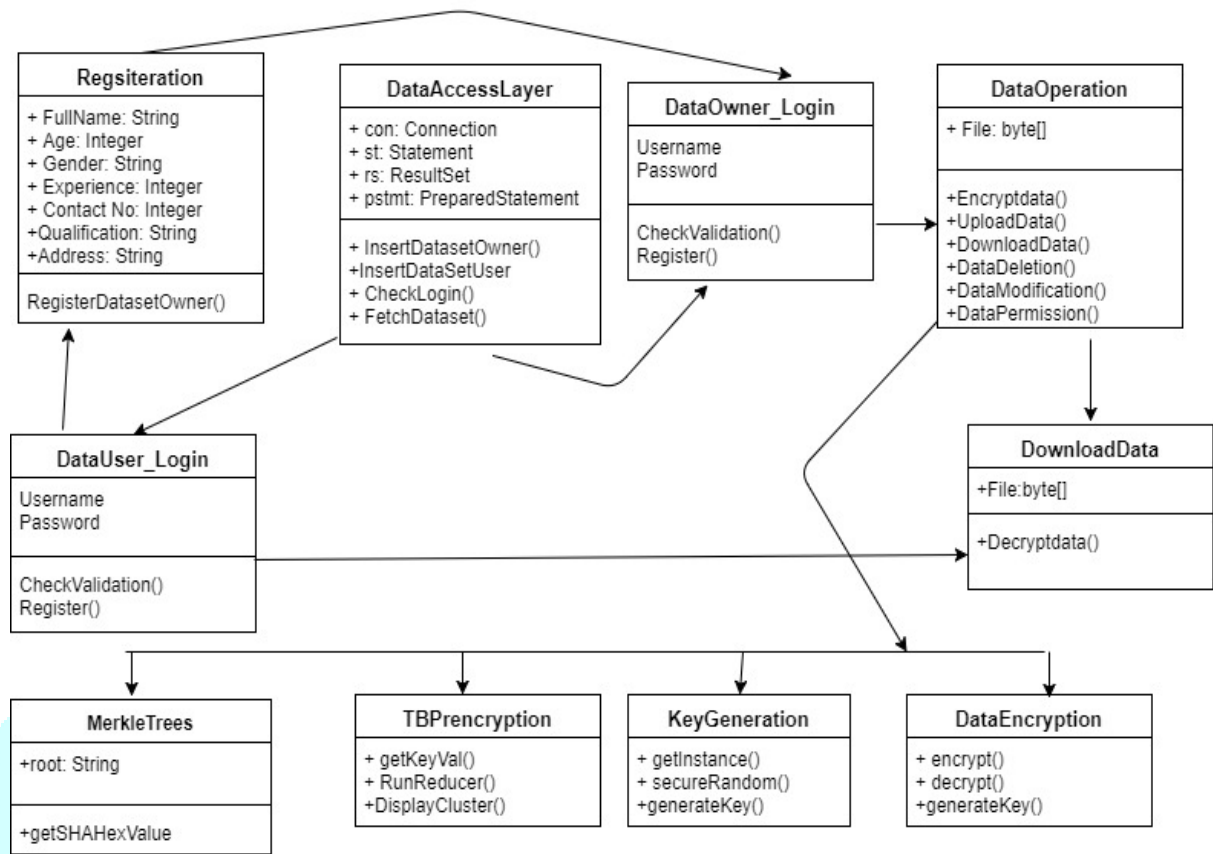 Regsiteration
+ FullName: String
+ Age: Integer
+ Gender: String
+ Experience: Integer
+ Contact No: Integer
+Qualification: String
+Address: String
RegisterDatasetOwner()
DataAccessLayer
+ con: Connection
+ st: Statement
+ rs: ResultSet
+ pstmt: PreparedStatement
+ InsertDatasetOwner()
+InsertDataSetUser
+ CheckLogin()
+ FetchDataset()
DataOwner_Login
Username
Password
CheckValidation()
Register()
DataOperation
+ File: byte[]
+Encryptdata()
+UploadData()
+DownloadData()
+DataDeletion()
+DataModification()
+DataPermission()
DataUser_Login
Username
Password
CheckValidation()
Register()
DownloadData
+File:byte[]
+Decryptdata()
MerkleTrees
+root: String
+getSHAHexValue
TBPrencryption
+ getKeyVal()
+ RunReducer()
+DisplayCluster()
KeyGeneration
+ getInstance()
+ secureRandom()
+generateKey()
DataEncryption
+ encrypt()
+ decrypt()
+generateKey()